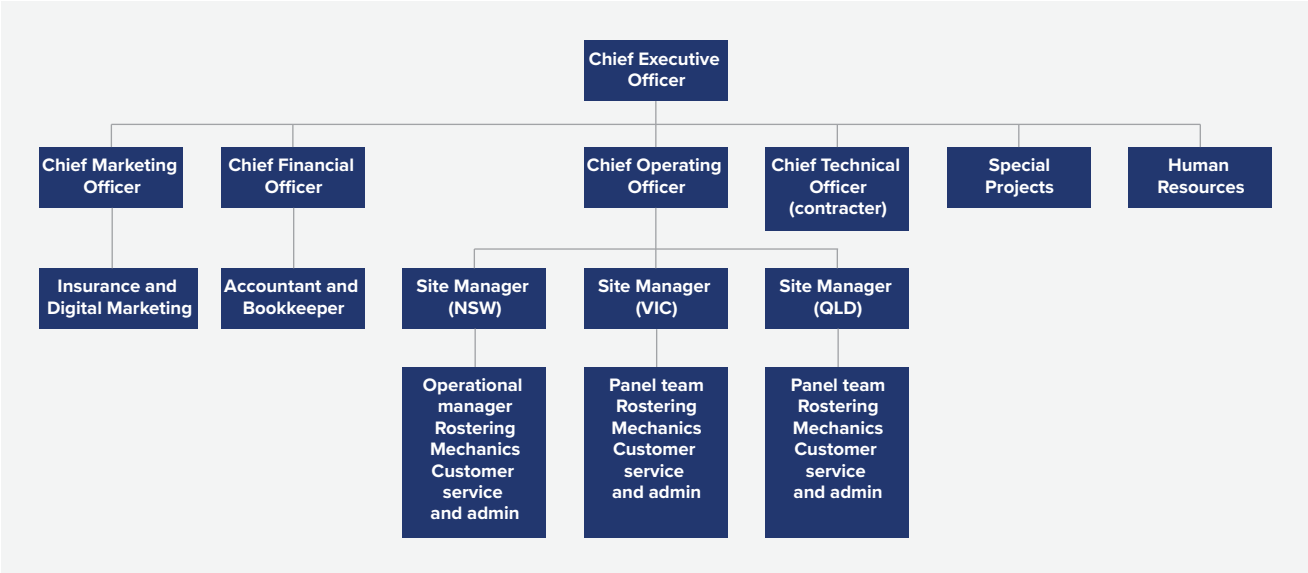 Chief Executive
Officer
Chief Marketing
Officer
Chief Financial
Officer
Chief Operating
Officer
Chief Technical
Officer
(contracter)
Special
Projects
Human
Resources
Insurance and
Digital Marketing
Accountant and
Bookkeeper
Site Manager
(NSW)
Site Manager
(VIC)
Site Manager
(QLD)
Operational
manager
Rostering
Mechanics
Customer
service
and admin
Panel team
Rostering
Mechanics
Customer
service
and admin
Panel team
Rostering
Mechanics
Customer
service
and admin